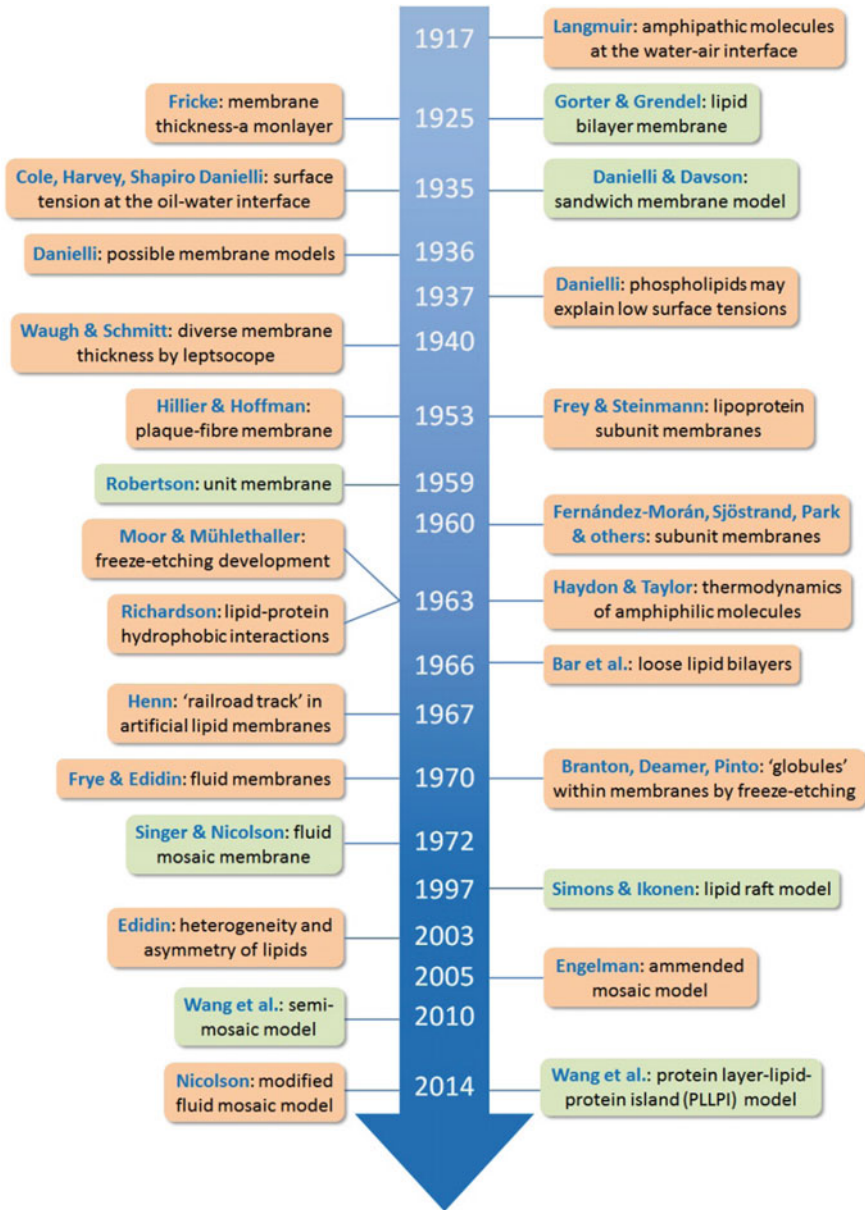 1917
Langmuir: amphipathic molecules
at the water-air interface
Fricke: membrane
thickness-a monlayer
1925
Gorter & Grendel: lipid
bilayer membrane
Cole, Harvey, Shapiro Danielli: surface
tension at the oil-water interface
1935
Danielli & Davson:
sandwich membrane model
Danielli: possible membrane models
1936
1937
Danielli: phospholipids may
explain low surface tensions
Waugh & Schmitt: diverse membrane
thickness by leptsocope
1940
Hillier & Hoffman:
plaque-fibre membrane
1953
Frey & Steinmann: lipoprotein
subunit membranes
Robertson: unit membrane
1959
1960
Fernández-Morán, Sjöstrand, Park
& others: subunit membranes
Moor & Mühlethaller:
freeze-etching development
Richardson: lipid-protein
hydrophobic interactions
1963
Haydon & Taylor: thermodynamics
of amphiphilic molecules
1966
Bar et al.: loose lipid bilayers
Henn: ‘railroad track’ in
artificial lipid membranes
1967
Frye & Edidin: fluid membranes
1970
Branton, Deamer, Pinto: ‘globules’
within membranes by freeze-etching
Singer & Nicolson: fluid
mosaic membrane
1972
1997
Simons & Ikonen: lipid raft model
Edidin: heterogeneity and
asymmetry of lipids
2003
2005
Engelman: ammended
mosaic model
Wang et al.: semi-
mosaic model
2010
Nicolson: modified
fluid mosaic model
2014
Wang et al.: protein layer-lipid-
protein island (PLLPI) model